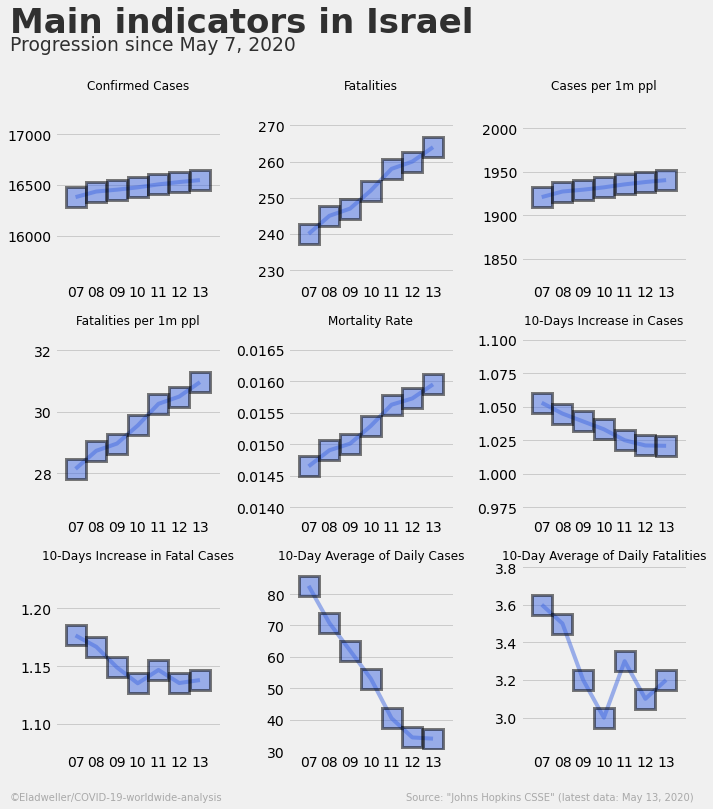 Main indicators in Israel
Progression since May 7, 2020
Confirmed Cases
17000
16500
16000
07 08 09 10 11 12 13
Fatalities
270
260
250
240
230
07 08 09 10 11 12 13
Cases per 1m ppl
2000
1950
1900
1850
07 08 09 10 11 12 13
Fatalities per 1m ppl
32
30
28
07 08 09 10 11 12 13
Mortality Rate
0.0165
0.0160
0.0155
0.0150
0.0145
0.0140
07 08 09 10 11 12 13
10-Days Increase in Cases
1.100
1.075
1.050
1.025
1.000
0.975
07 08 09 10 11 12 13
10-Days Increase in Fatal Cases
1.20
1.15
1.10
07 08 09 10 11 12 13
10-Day Average of Daily Cases
80
70
60
50
40
30
07 08 09 10 11 12 13
10-Day Average of Daily Fatalities
3.8
3.6
3.4
3.2
3.0
07 08 09 10 11 12 13
©Eladweller/COVID-19-worldwide-analysis
Source: "Johns Hopkins CSSE" (latest data: May 13, 2020)